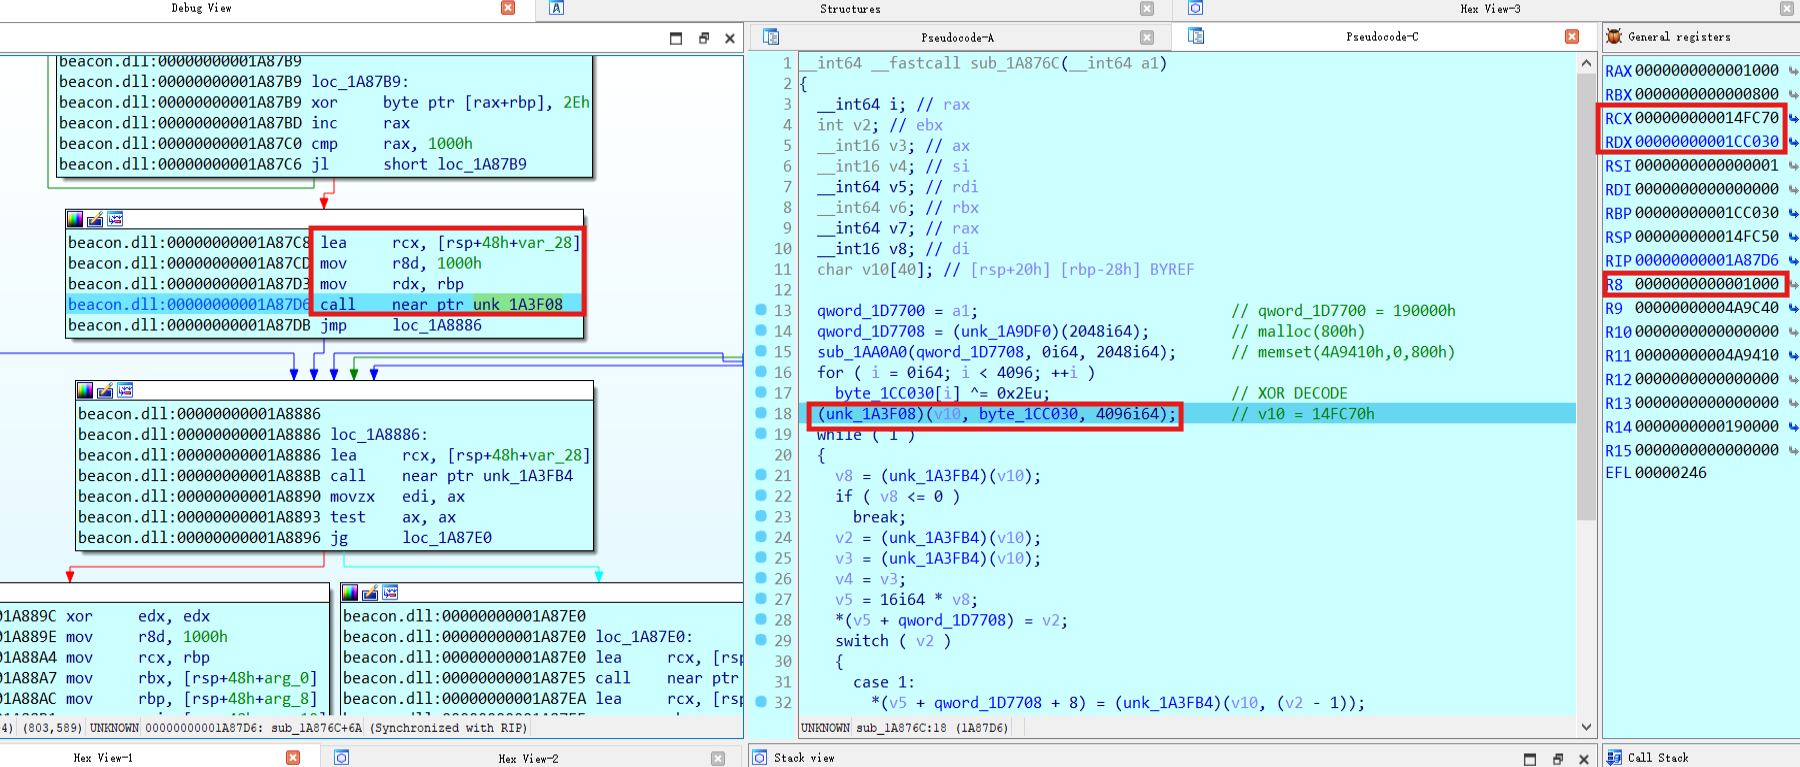 Debug View
Structures
Hex View-3
beacon.dll:00000000001A87B9
beacon.dll:00000000001A87B9 loc_1A87B9:
beacon.dll:00000000001A87B9 xor byte ptr [rax+rbp], 2Eh
beacon.dll:00000000001A87BD inc rax
beacon.dll:00000000001A87C0 cmp rax, 1000h
beacon.dll:00000000001A87C6 jl short loc_1A87B9
beacon.dll:00000000001A87C8 lea rcx, [rsp+48h+var_28]
beacon.dll:00000000001A87CD mov r8d, 1000h
beacon.dll:00000000001A87D3 mov rdx, rbp
beacon.dll:00000000001A87D6 call near ptr unk_1A3F08
beacon.dll:00000000001A87DB jmp loc_1A8886
beacon.dll:00000000001A8886
beacon.dll:00000000001A8886 loc_1A8886:
beacon.dll:00000000001A8886 lea rcx, [rsp+48h+var_28]
beacon.dll:00000000001A888B call near ptr unk_1A3FB4
beacon.dll:00000000001A8890 movzx edi, ax
beacon.dll:00000000001A8893 test ax, ax
beacon.dll:00000000001A8896 jg loc_1A87E0
01A889C xor edx, edx
01A889E mov r8d, 1000h
01A88A4 mov rcx, rbp
01A88A7 mov rbx, [rsp+48h+arg_0]
01A88AC mov rbp, [rsp+48h+arg_8]
beacon.dll:00000000001A87E0
beacon.dll:00000000001A87E0 loc_1A87E0:
beacon.dll:00000000001A87E0 lea rcx, [rsp
beacon.dll:00000000001A87E5 call near ptr
beacon.dll:00000000001A87EA lea rcx, [rsp
4) (803,589) UNKNOWN 00000000001A87D6: sub_1A876C+6A (Synchronized with RIP)
Pseudocode-A
Pseudocode-C
1 __int64 __fastcall sub_1A876C(__int64 a1)
2 {
3 __int64 i; // rax
4 int v2; // ebx
5 __int16 v3; // ax
6 __int16 v4; // si
7 __int64 v5; // rdi
8 __int64 v6; // rbx
9 __int64 v7; // rax
10 __int16 v8; // di
11 char v10[40]; // [rsp+20h] [rbp-28h] BYREF
12
13 qword_1D7700 = a1; // qword_1D7700 = 190000h
14 qword_1D7708 = (unk_1A9DF0)(2048i64); // malloc(800h)
15 sub_1AA0A0(qword_1D7708, 0i64, 2048i64); // memset(4A9410h,0,800h)
16 for ( i = 0i64; i < 4096; ++i )
17 byte_1CC030[i] ^= 0x2Eu; // XOR DECODE
18 (unk_1A3F08)(v10, byte_1CC030, 4096i64); // v10 = 14FC70h
19 while ( 1 )
20 {
21 v8 = (unk_1A3FB4)(v10);
22 if ( v8 <= 0 )
23 break;
24 v2 = (unk_1A3FB4)(v10);
25 v3 = (unk_1A3FB4)(v10);
26 v4 = v3;
27 v5 = 16i64 * v8;
28 *(v5 + qword_1D7708) = v2;
29 switch ( v2 )
30 {
31 case 1:
32 *(v5 + qword_1D7708 + 8) = (unk_1A3FB4)(v10, (v2 - 1));
UNKNOWN sub_1A876C:18 (1A87D6)
General registers
RAX 0000000000001000
RBX 0000000000000800
RCX 000000000014FC70
RDX 00000000001CC030
RSI 0000000000000001
RDI 0000000000000000
RBP 00000000001CC030
RSP 000000000014FC50
RIP 00000000001A87D6
R8 0000000000001000
R9 00000000004A9C40
R10 0000000000000000
R11 00000000004A9410
R12 0000000000000000
R13 0000000000000000
R14 0000000000190000
R15 0000000000000000
EFL 00000246
Hex View-1
Hex View-2
Stack view
Call Stack